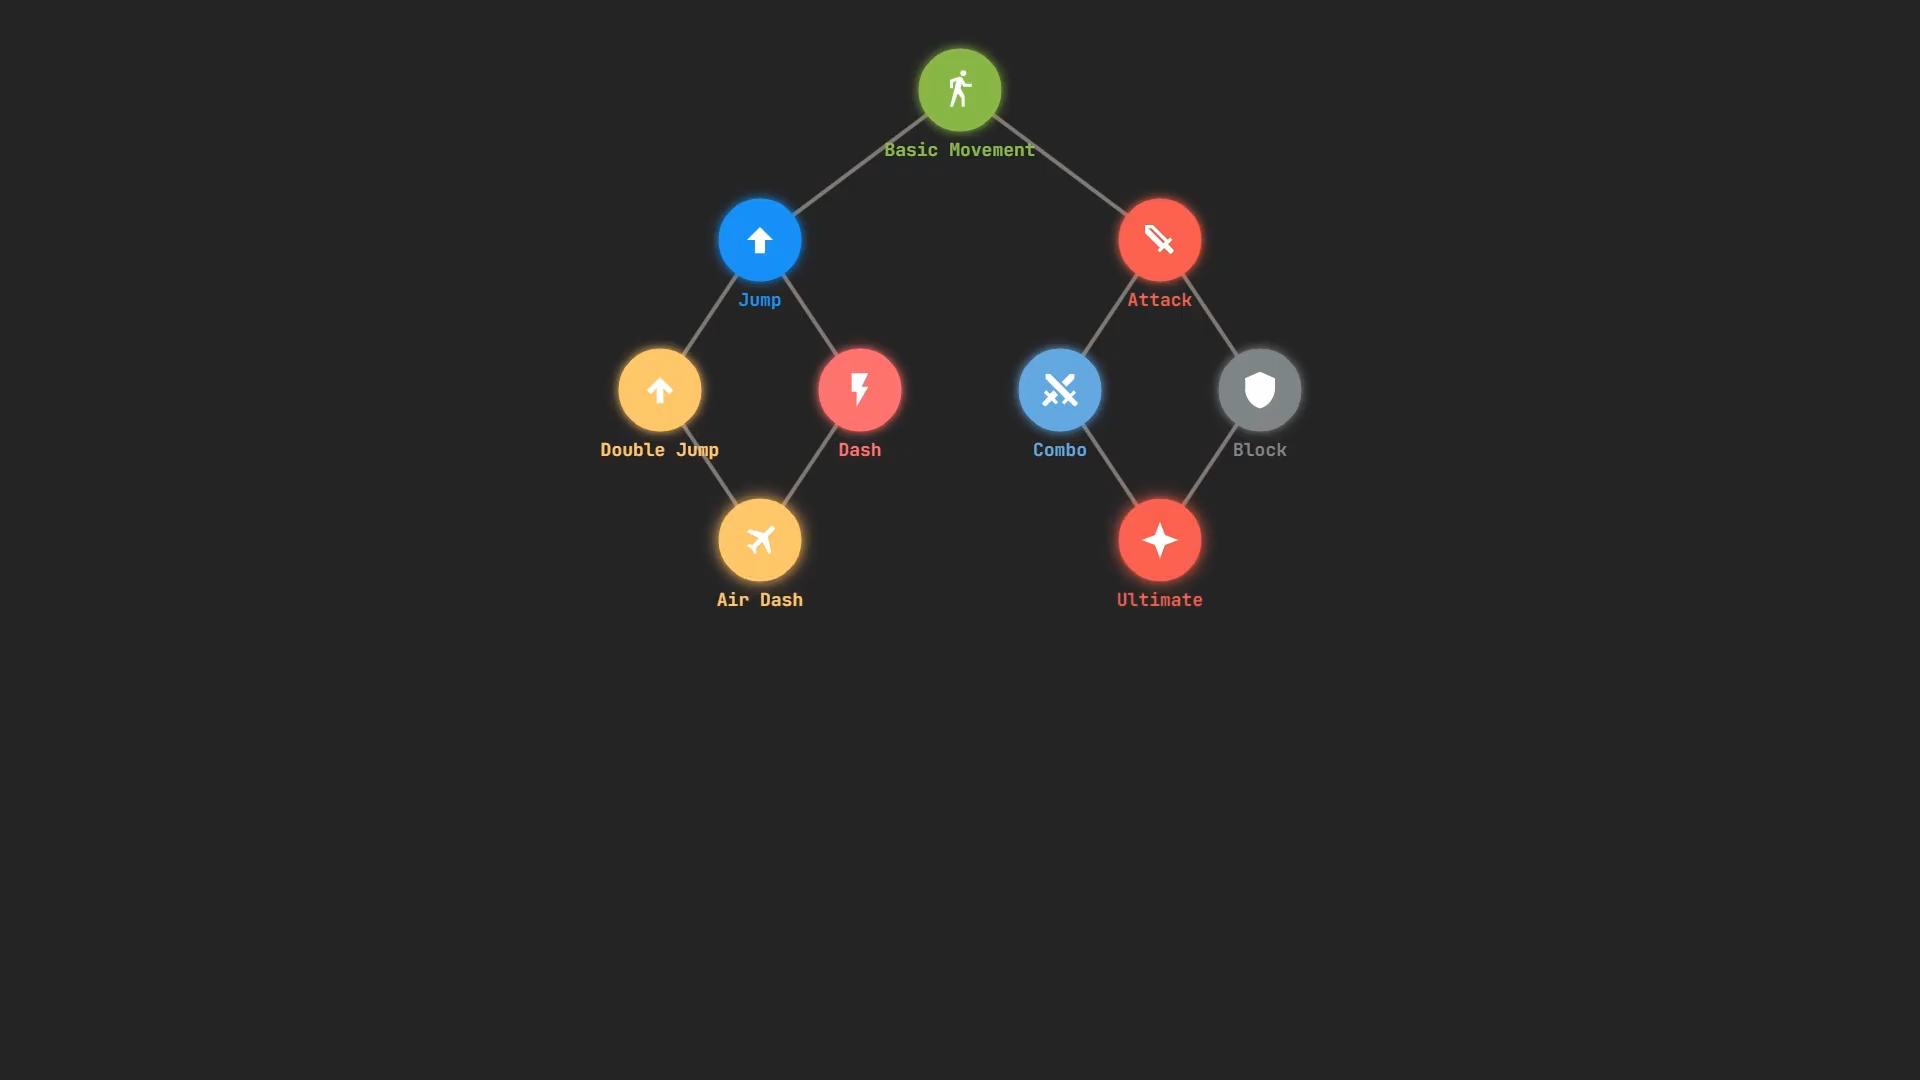 Basic Movement
Jump
Attack
Double Jump
Dash
Combo
Block
Air Dash
Ultimate